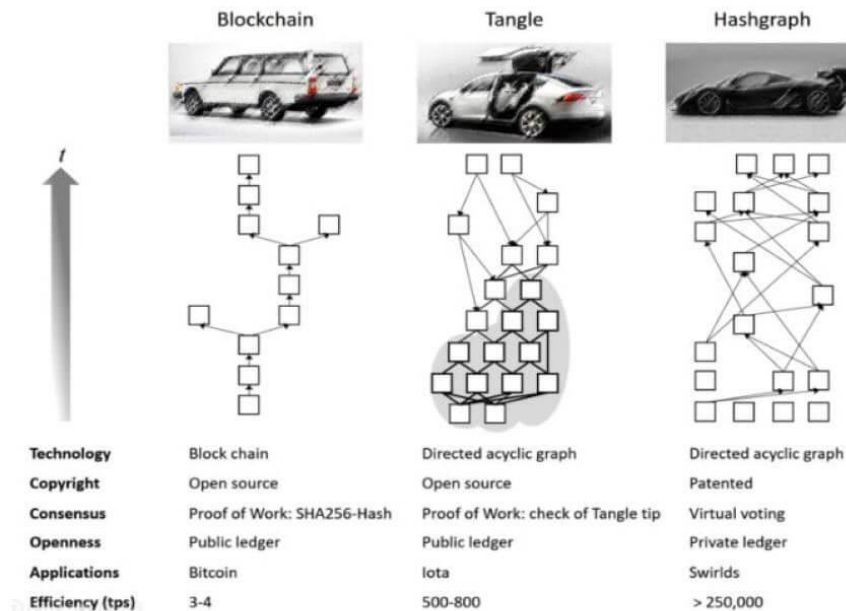 Blockchain Tangle Hashgraph
t
Technology Block chain Directed acyclic graph Directed acyclic graph
Copyright Open source Open source Patented
Consensus Proof of Work: SHA256-Hash Proof of Work: check of Tangle tip Virtual voting
Openness Public ledger Public ledger Private ledger
Applications Bitcoin Iota Swirlds
Efficiency (tps) 3-4 500-800 > 250,000